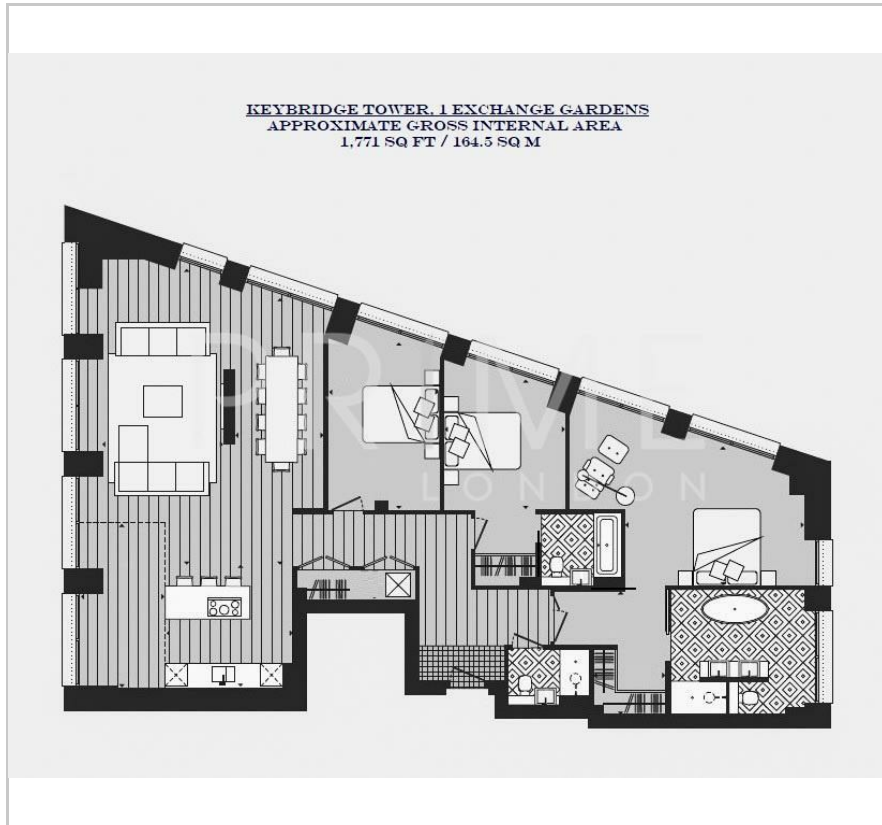 KEYBRIDGE TOWER, 1 EXCHANGE GARDENS
APPROXIMATE GROSS INTERNAL AREA
1,771 SQ FT / 164.5 SQ M
PRIME
LONDON